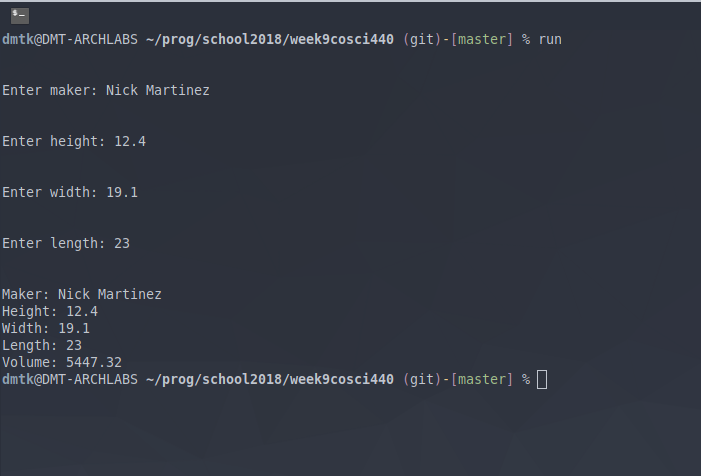 $ _
dmtk@DMT-ARCHLABS ~/prog/school2018/week9cosci440 (git)-[master] % run
Enter maker: Nick Martinez
Enter height: 12.4
Enter width: 19.1
Enter length: 23
Maker: Nick Martinez
Height: 12.4
Width: 19.1
Length: 23
Volume: 5447.32
dmtk@DMT-ARCHLABS ~/prog/school2018/week9cosci440 (git)-[master] %